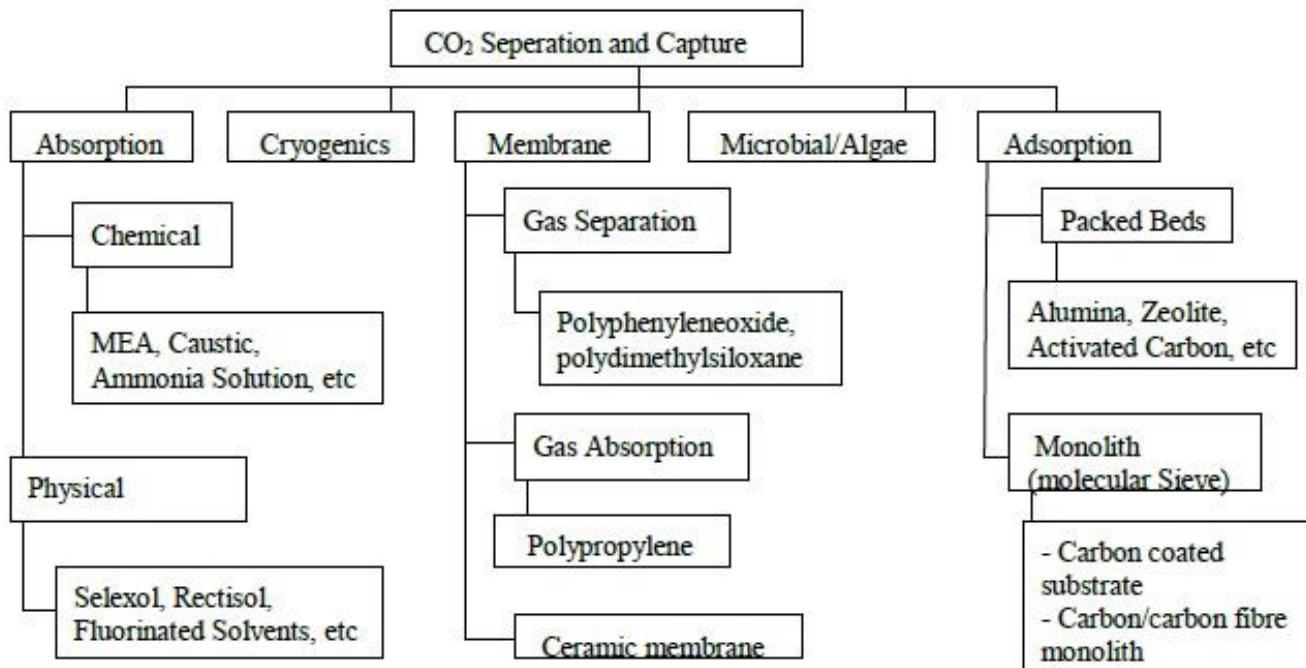 CO₂ Seperation and Capture
Absorption
Cryogenics
Membrane
Microbial/Algae
Adsorption
Chemical
MEA, Caustic,
Ammonia Solution, etc
Physical
Selexol, Rectisol,
Fluorinated Solvents, etc
Gas Separation
Polyphenyleneoxide,
polydimethylsiloxane
Gas Absorption
Polypropylene
Ceramic membrane
Packed Beds
Alumina, Zeolite,
Activated Carbon, etc
Monolith
(molecular Sieve)
- Carbon coated
substrate
- Carbon/carbon fibre
monolith